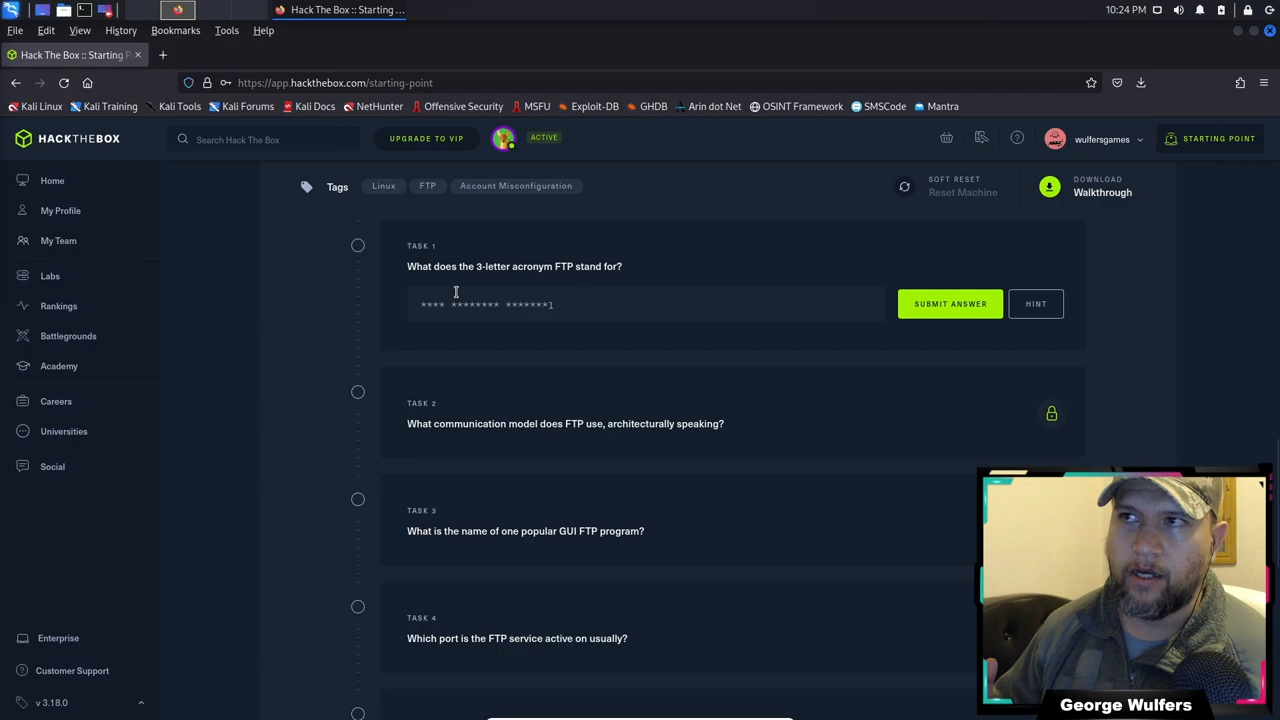 Hack The Box :: Starting ...
10:24 PM
File Edit View History Bookmarks Tools Help
Hack The Box :: Starting P
https://app.hackthebox.com/starting-point
Kali Linux Kali Training Kali Tools Kali Forums Kali Docs NetHunter Offensive Security MSFU Exploit-DB GHDB Arin dot Net OSINT Framework SMSCode Mantra
HACKTHEBOX Search Hack The Box UPGRADE TO VIP ACTIVE wulfersgames STARTING POINT
Home
My Profile
My Team
Labs
Rankings
Battlegrounds
Academy
Careers
Universities
Social
Enterprise
Customer Support
v 3.18.0
Tags Linux FTP Account Misconfiguration
SOFT RESET
Reset Machine
DOWNLOAD
Walkthrough
TASK 1
What does the 3-letter acronym FTP stand for?
**** ******** *******l
SUBMIT ANSWER HINT
TASK 2
What communication model does FTP use, architecturally speaking?
TASK 3
What is the name of one popular GUI FTP program?
TASK 4
Which port is the FTP service active on usually?
George Wulfers